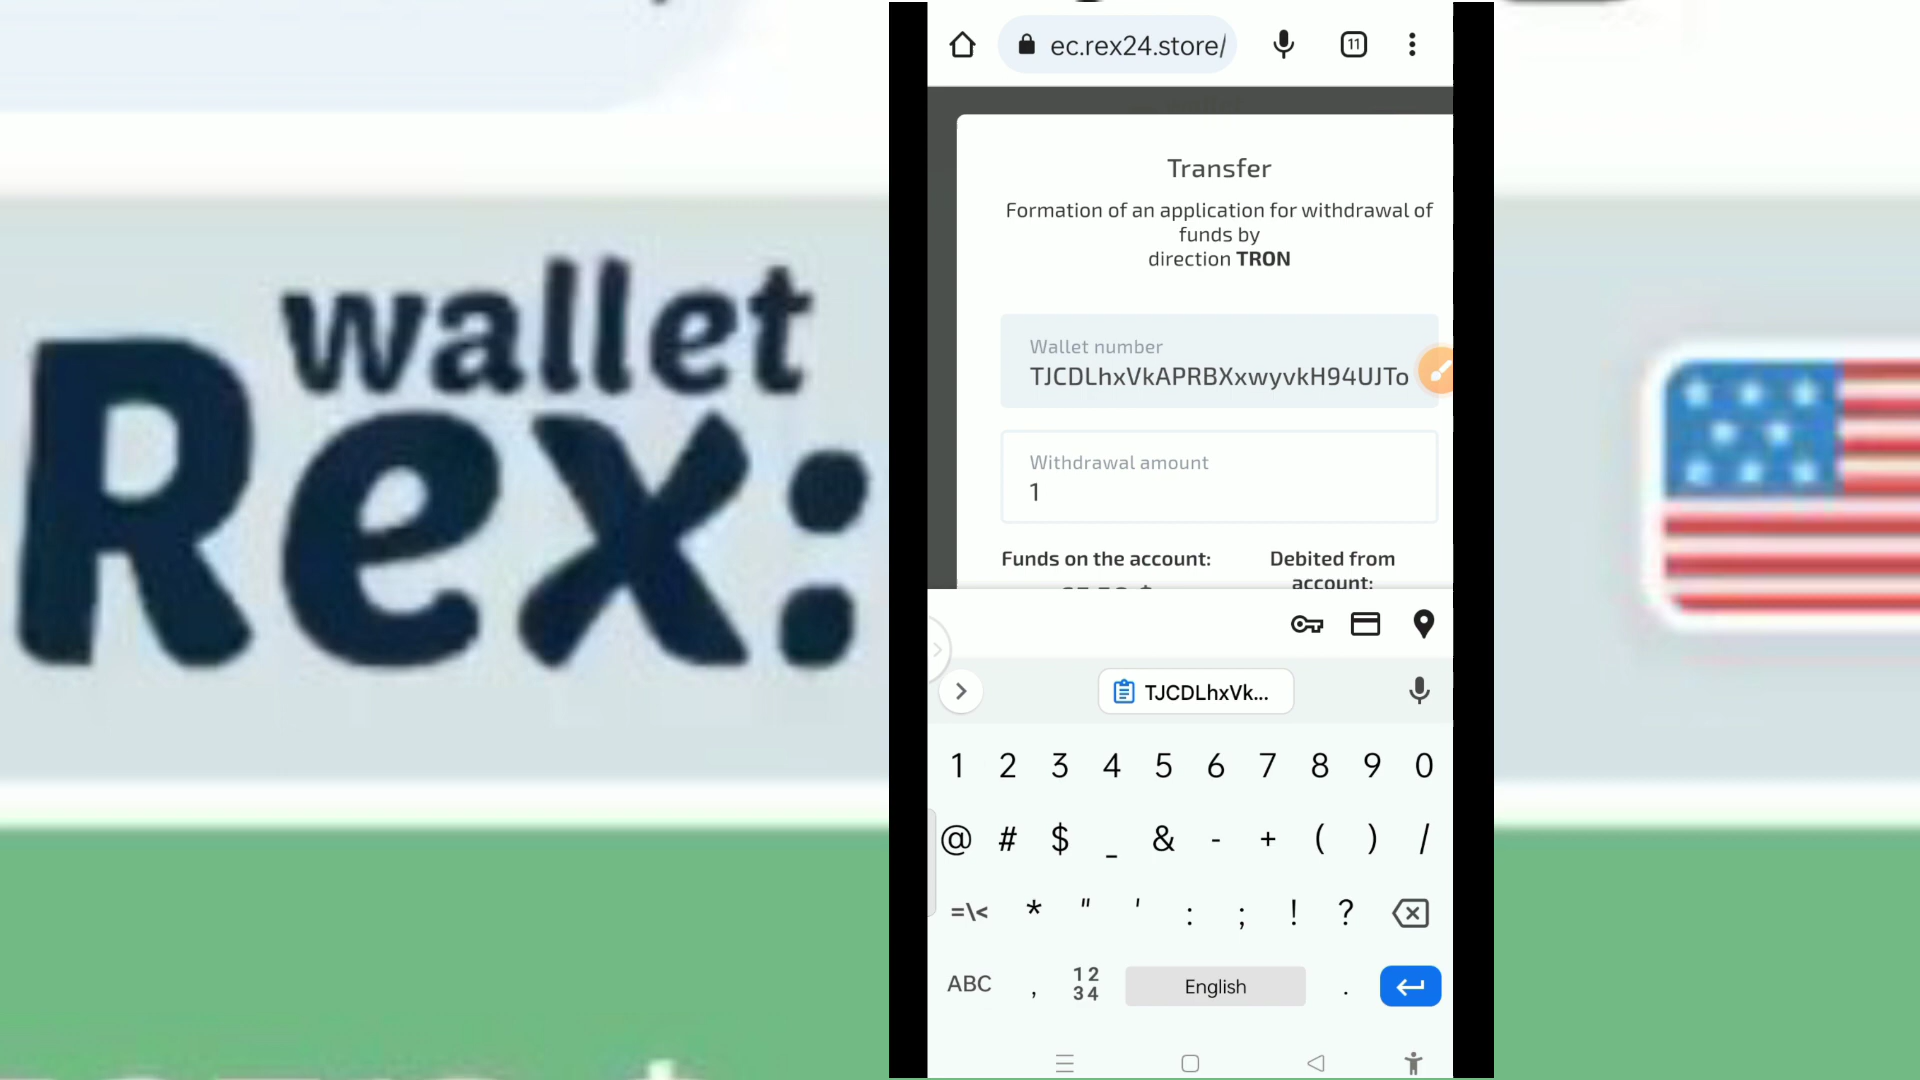 wallet
Rex:
ec.rex24.store/
11
Transfer
Formation of an application for withdrawal of
funds by
direction TRON
Wallet number
TJCDLhxVkAPRBXxwyvkH94UJTo
Withdrawal amount
1
Funds on the account:
Debited from
account:
TJCDLhxVk...
1 2 3 4 5 6 7 8 9 0
@ # $ _ & - + ( ) /
=\< * " ' : ; ! ?
ABC , 12 34 English .